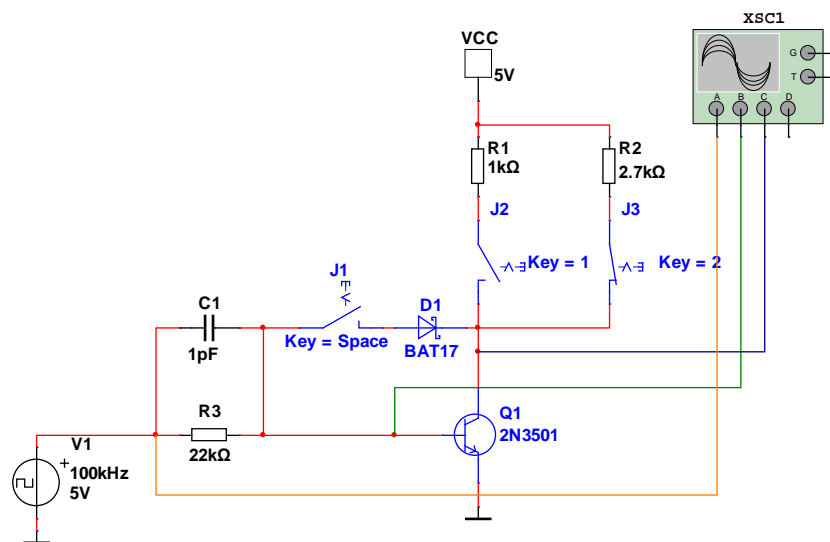 XSC1
VCC
5V
G
T
A B C D
R1
1kΩ
R2
2.7kΩ
J2
J3
Key = 1
Key = 2
J1
D1
C1
Key = Space
BAT17
1pF
R3
Q1
2N3501
V1
22kΩ
100kHz
5V